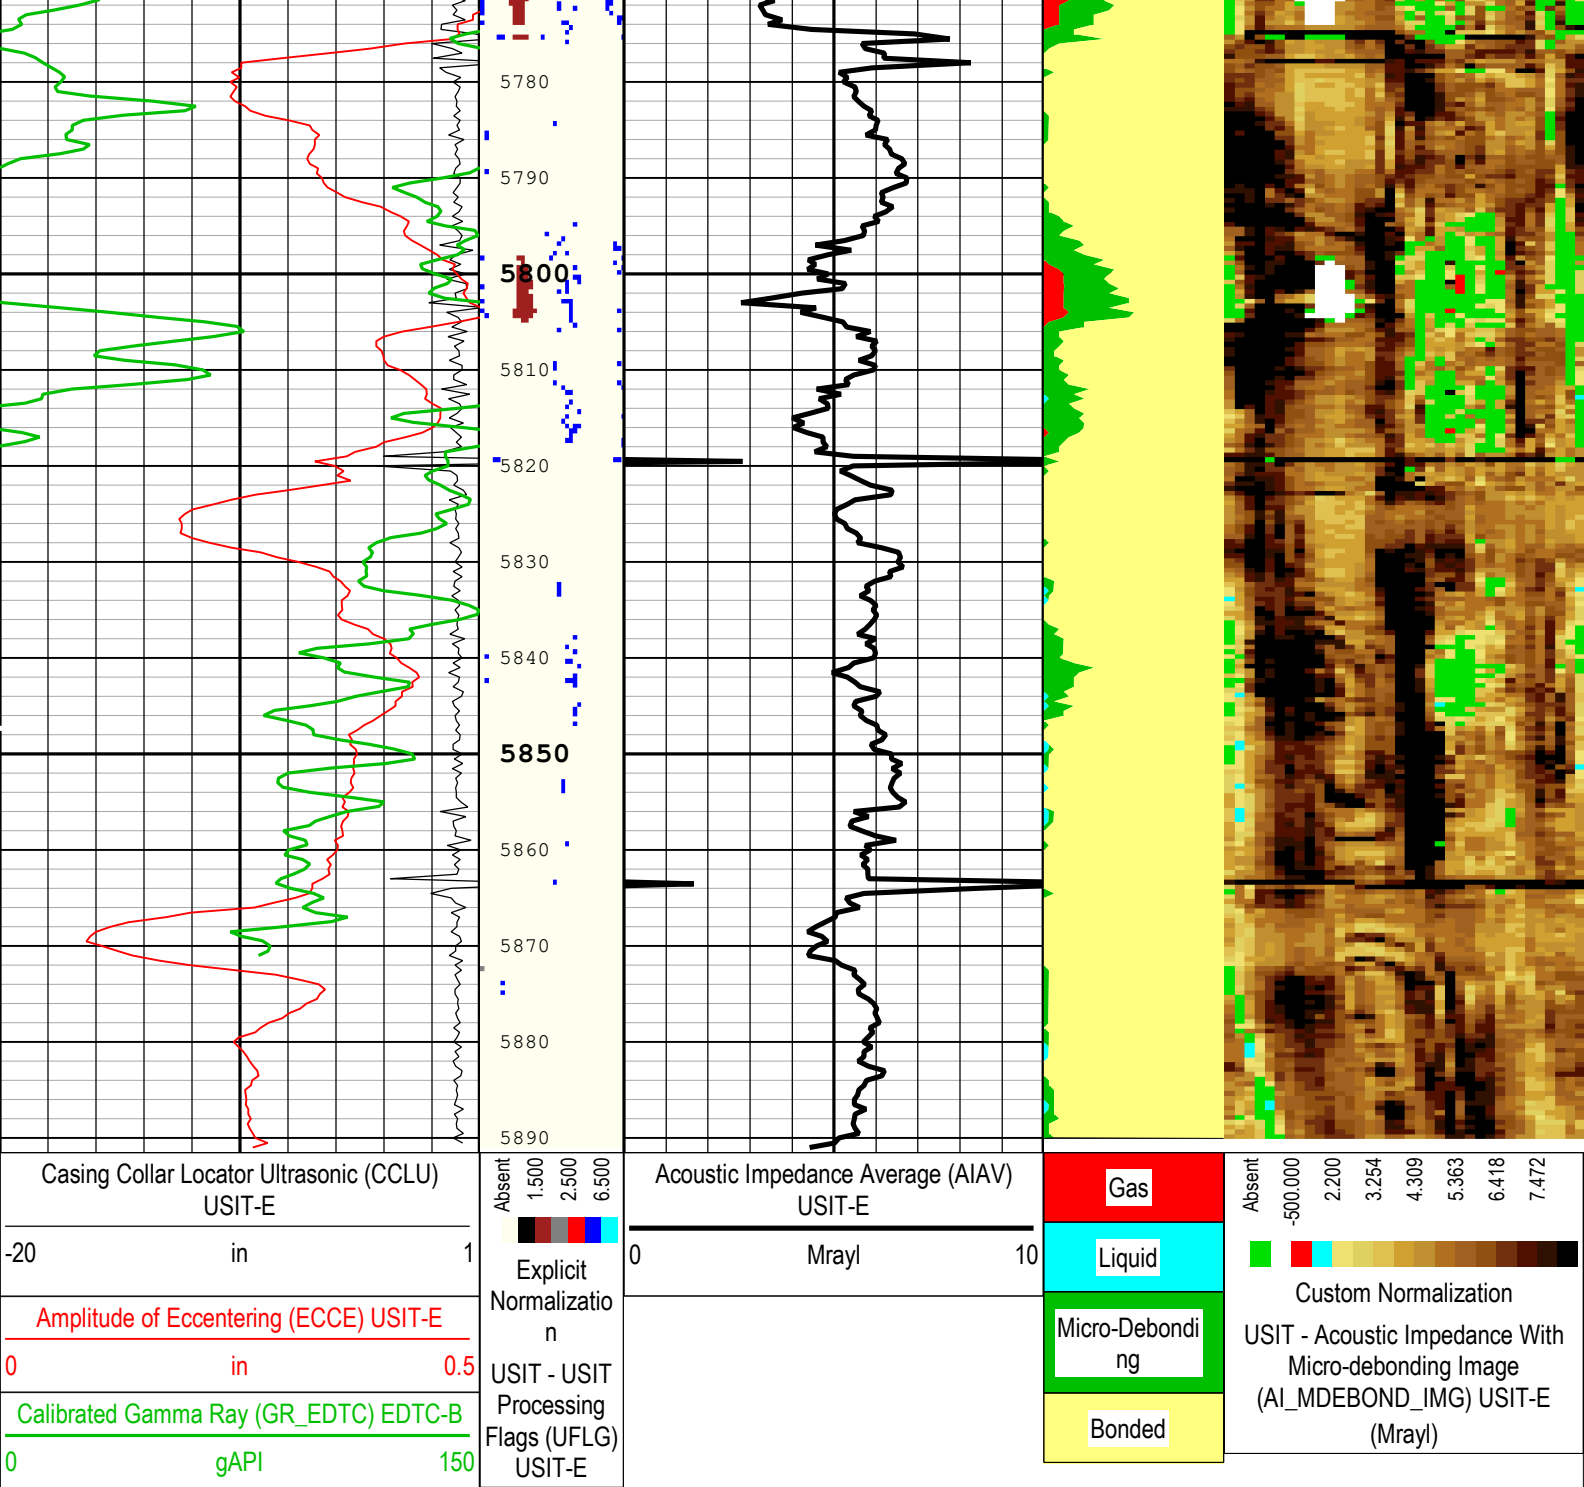 5780
5790
5800
5810
5820
5830
5840
5850
5860
5870
5880
5890
Casing Collar Locator Ultrasonic (CCLU)
USIT-E
-20 in 1
Amplitude of Eccentering (ECCE) USIT-E
0 in 0.5
Calibrated Gamma Ray (GR_EDTC) EDTC-B
0 gAPI 150
Absent
1.500
2.500
6.500
Explicit
Normalizatio
n
USIT - USIT
Processing
Flags (UFLG)
USIT-E
Acoustic Impedance Average (AIAV)
USIT-E
0 Mrayl 10
Gas
Liquid
Micro-Debondi
ng
Bonded
Absent
-500.000
2.200
3.254
4.309
5.363
6.418
7.472
Custom Normalization
USIT - Acoustic Impedance With
Micro-debonding Image
(AI_MDEBOND_IMG) USIT-E
(Mrayl)